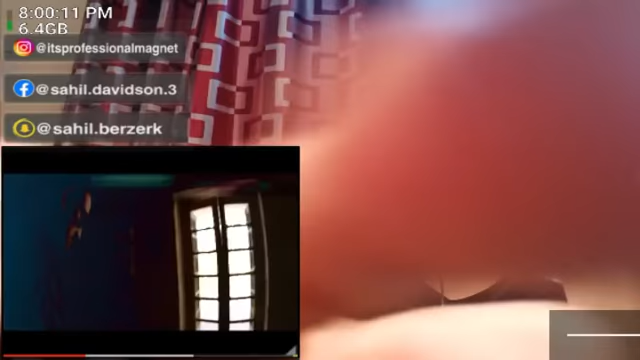 8:00:11 PM
6.4GB
@itsprofessionalmagnet
@sahil.davidson.3
@sahil.berzerk